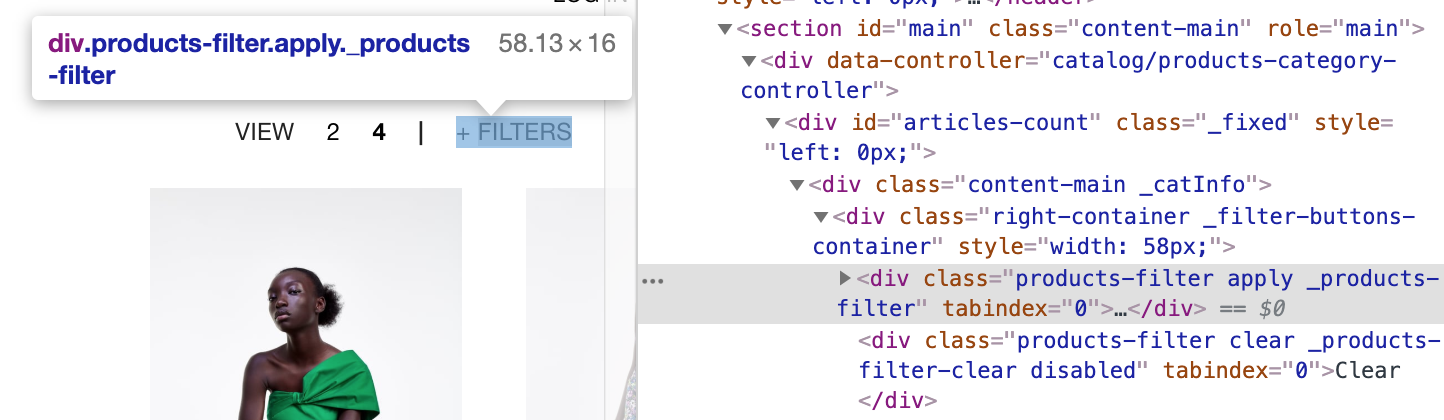 LOG IN
div.products-filter.apply._products
-filter
58.13 × 16
VIEW 2 4 | + FILTERS
style="left: 0px;">…</header>
▼<section id="main" class="content-main" role="main">
▼<div data-controller="catalog/products-category-
controller">
▼<div id="articles-count" class="_fixed" style=
"left: 0px;">
▼<div class="content-main _catInfo">
▼<div class="right-container _filter-buttons-
container" style="width: 58px;">
… ▶<div class="products-filter apply _products-
filter" tabindex="0">…</div> == $0
<div class="products-filter clear _products-
filter-clear disabled" tabindex="0">Clear
</div>